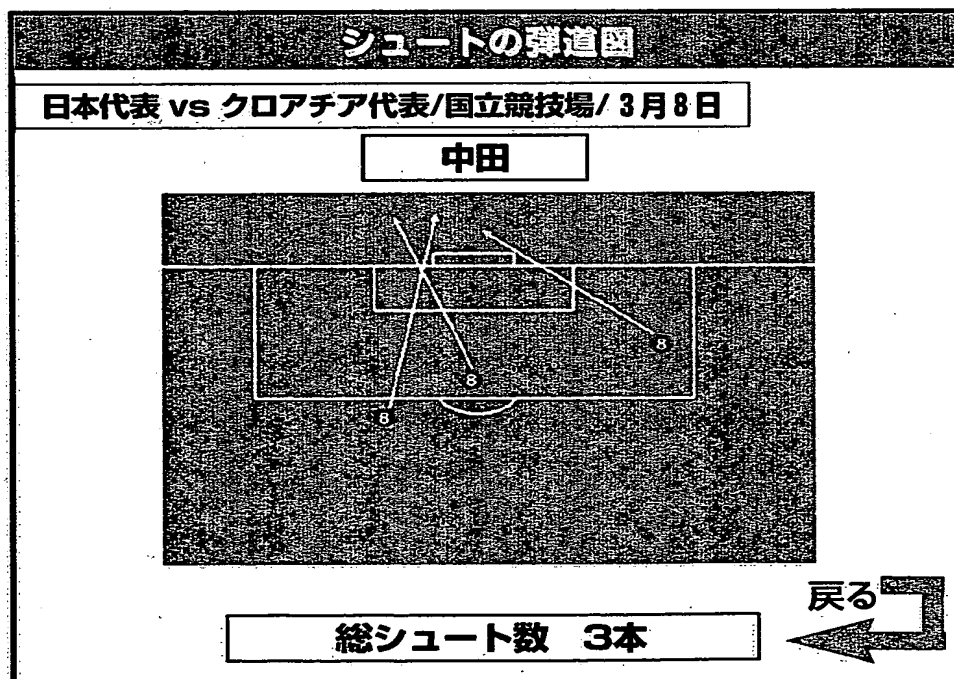 シュートの弾道図
日本代表 vs クロアチア代表/国立競技場/ 3月8日
中田
8
8
8
戻る
総シュート数 3本